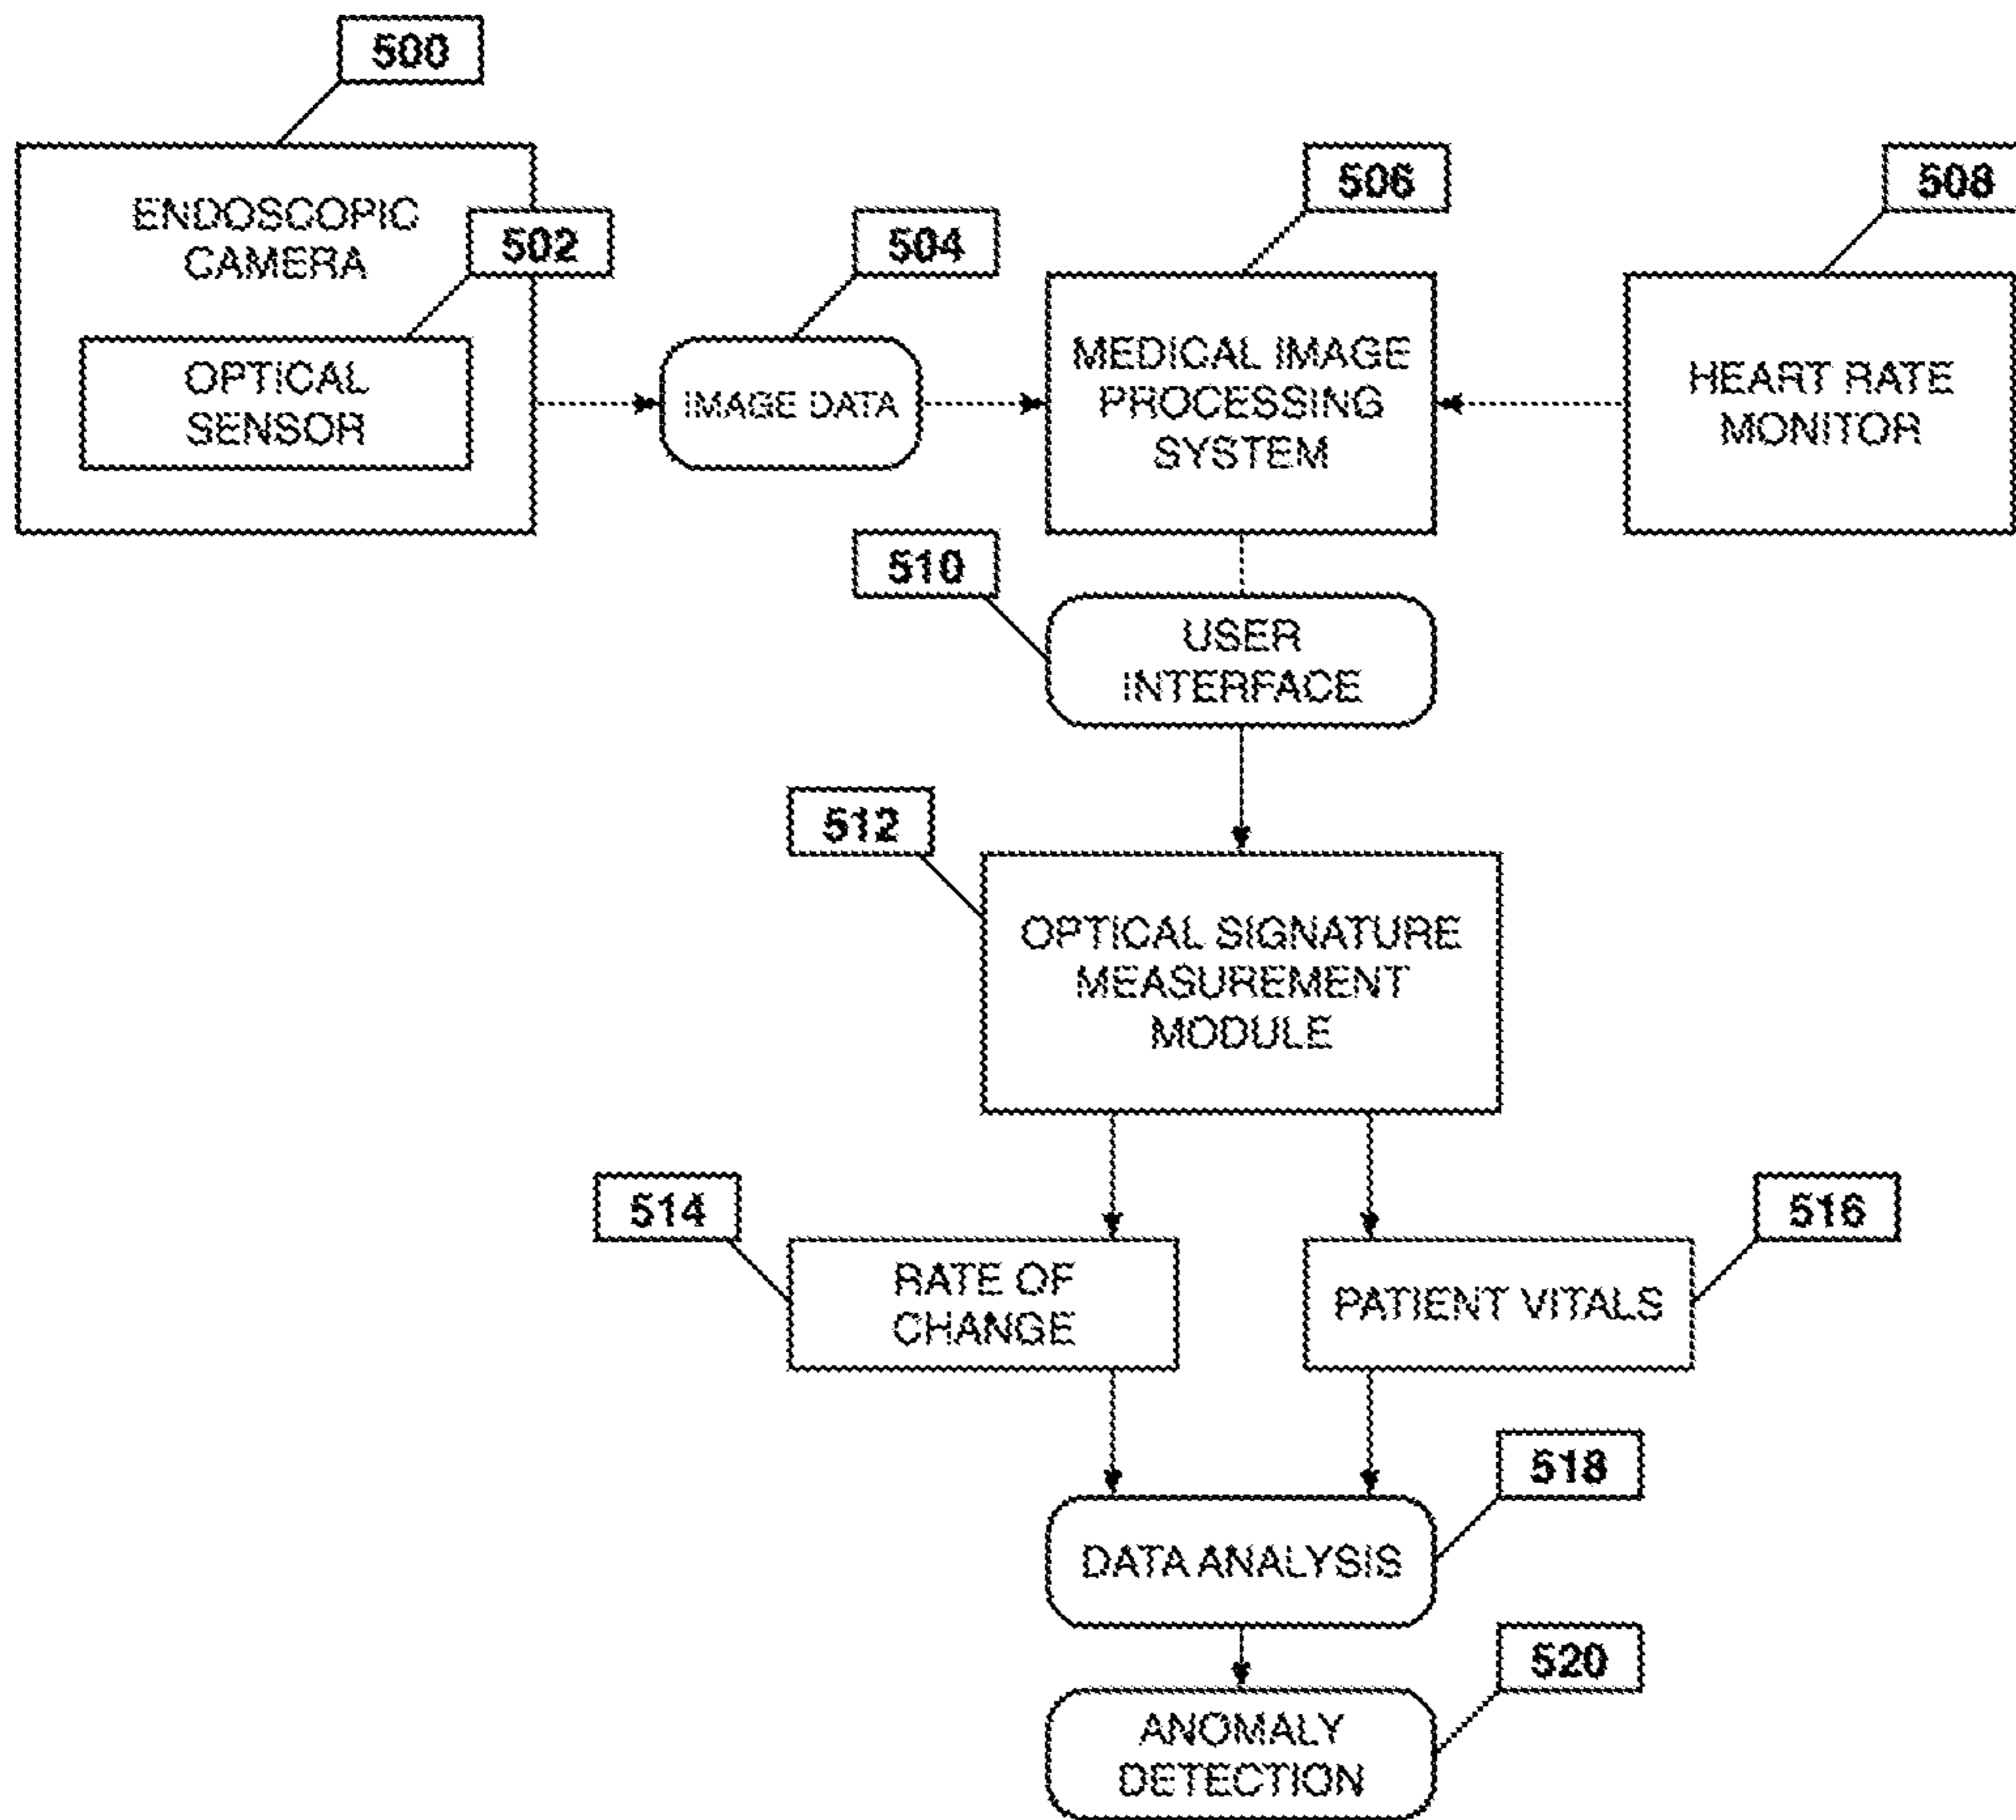 500
ENDOSCOPIC
CAMERA
502
OPTICAL
SENSOR
504
IMAGE DATA
506
MEDICAL IMAGE
PROCESSING
SYSTEM
508
HEART RATE
MONITOR
510
USER
INTERFACE
512
OPTICAL SIGNATURE
MEASUREMENT
MODULE
514
RATE OF
CHANGE
516
PATIENT VITALS
518
DATA ANALYSIS
520
ANOMALY
DETECTION